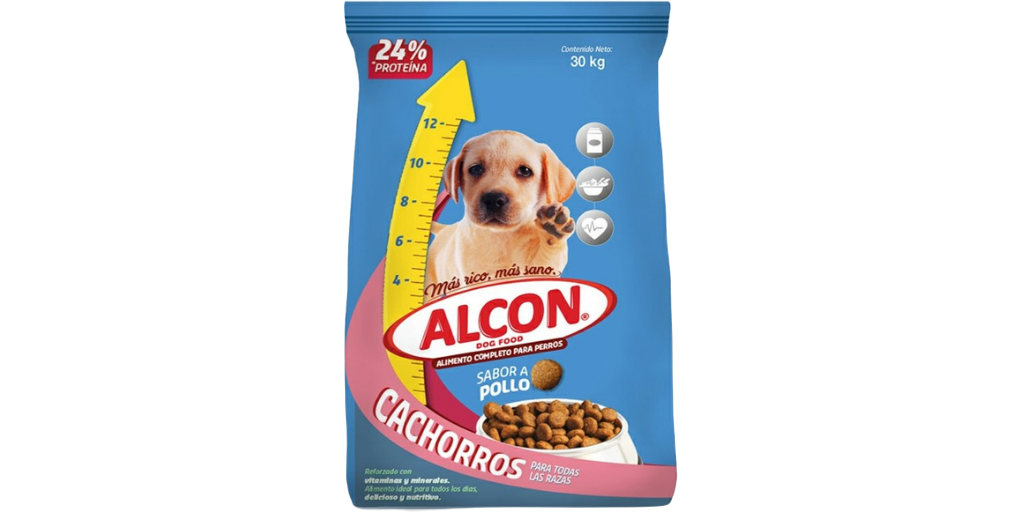 24%
*PROTEÍNA
Contenido Neto:
30 kg
12
10
8
6
4
Más rico, más sano.
ALCON®
DOG FOOD
ALIMENTO COMPLETO PARA PERROS
SABOR A
POLLO
CACHORROS
PARA TODAS
LAS RAZAS
Reforzado con
vitaminas y minerales.
Alimento ideal para todos los días,
delicioso y nutritivo.